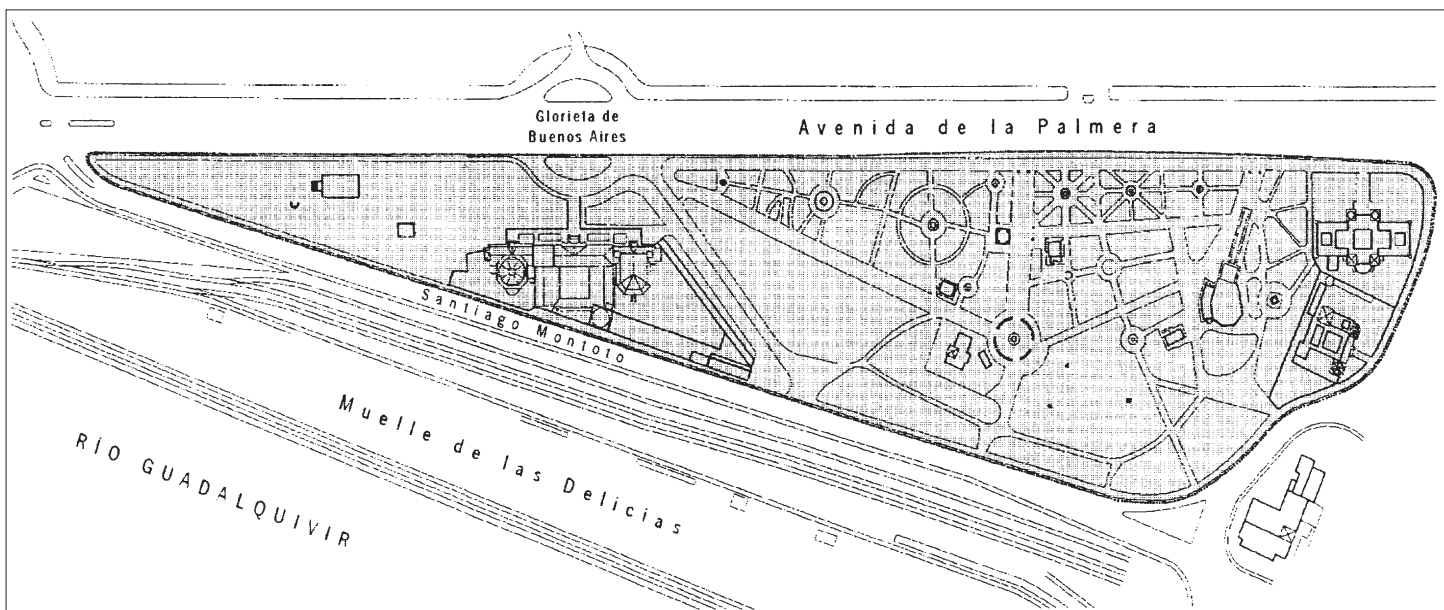 Glorieta de
Buenos Aires
Avenida de la Palmera
Santiago Montoto
Muelle de las Delicias
RÍO GUADALQUIVIR